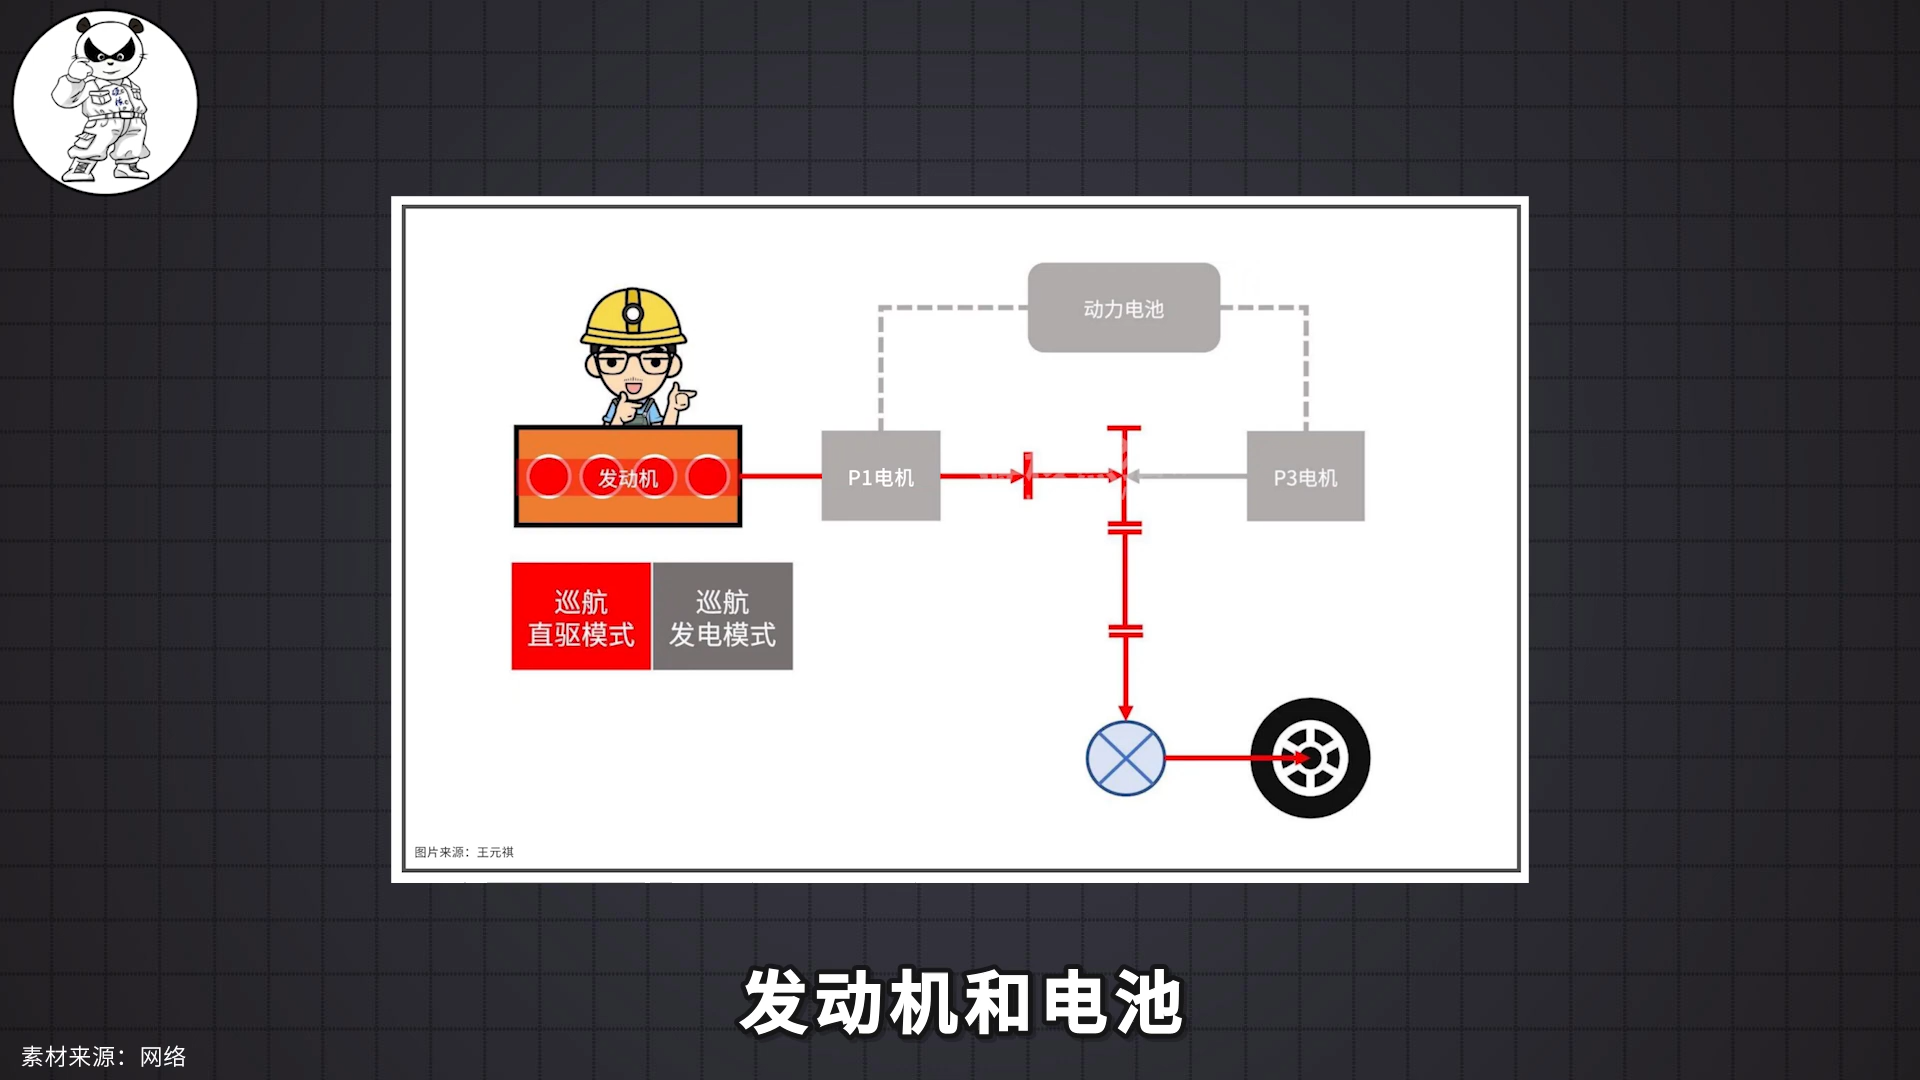 动力电池
发动机
P1电机
P3电机
巡航
直驱模式
巡航
发电模式
图片来源：王元祺
发动机和电池
素材来源：网络